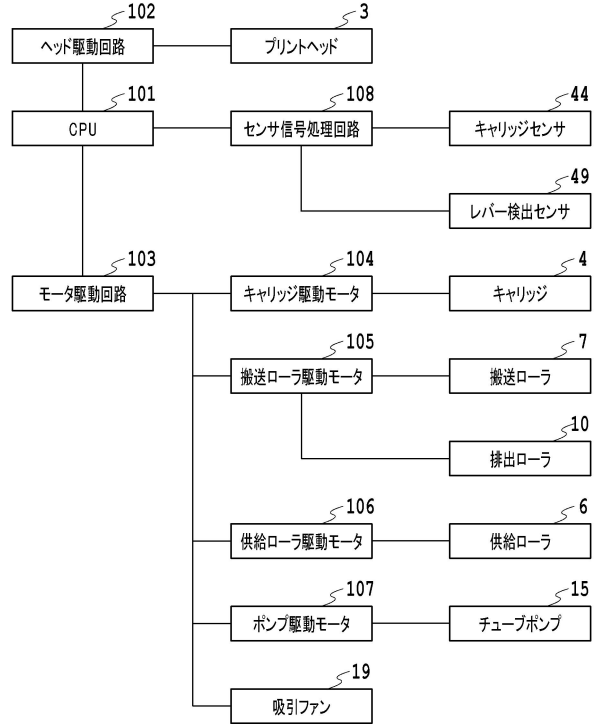 102
ヘッド駆動回路
3
プリントヘッド
101
CPU
108
センサ信号処理回路
44
キャリッジセンサ
49
レバー検出センサ
103
モータ駆動回路
104
キャリッジ駆動モータ
4
キャリッジ
105
搬送ローラ駆動モータ
7
搬送ローラ
10
排出ローラ
106
供給ローラ駆動モータ
6
供給ローラ
107
ポンプ駆動モータ
15
チューブポンプ
19
吸引ファン